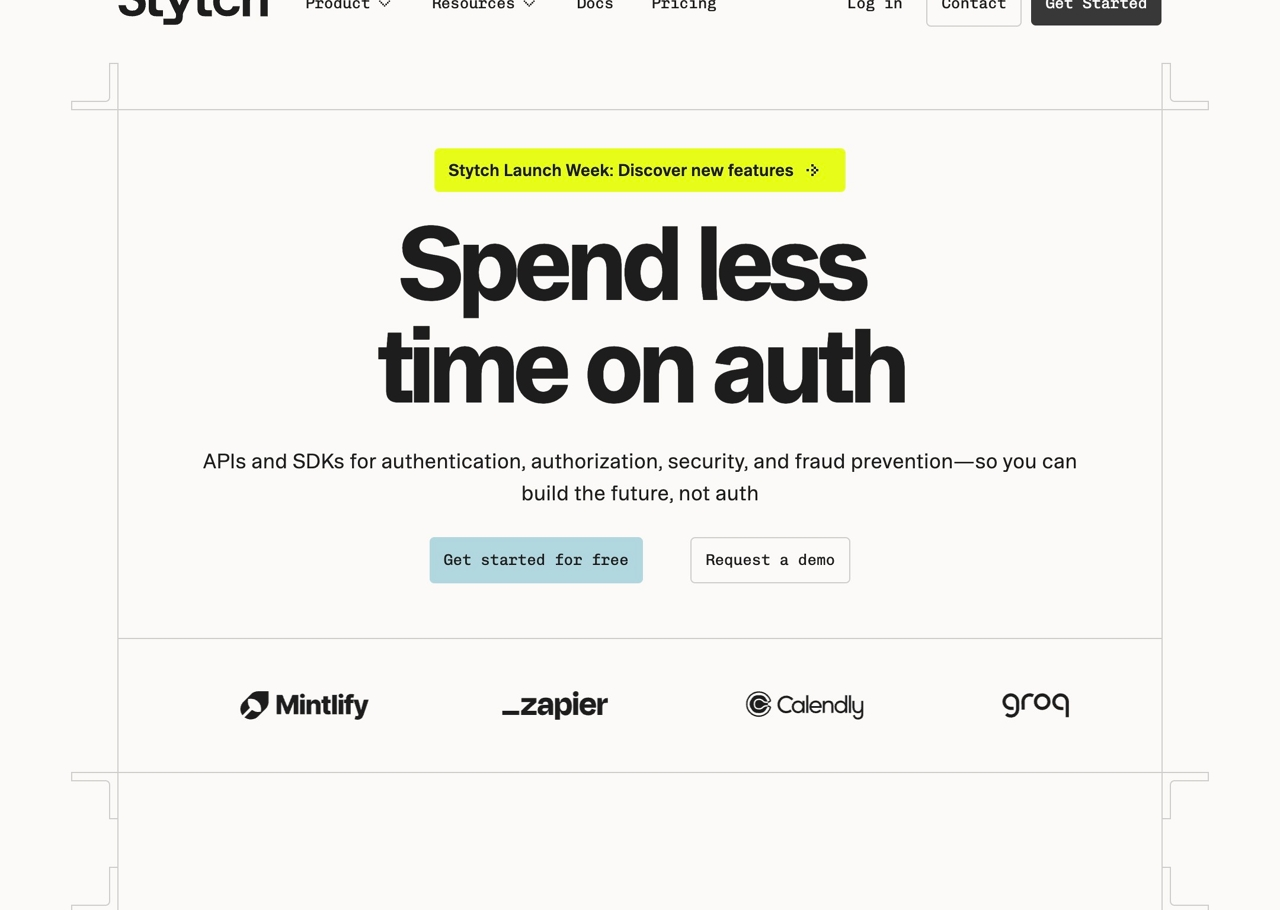 Stytch Product Resources Docs Pricing Log in Contact Get Started
Stytch Launch Week: Discover new features
Spend less
time on auth
APIs and SDKs for authentication, authorization, security, and fraud prevention—so you can
build the future, not auth
Get started for free Request a demo
Mintlify _zapier Calendly groq